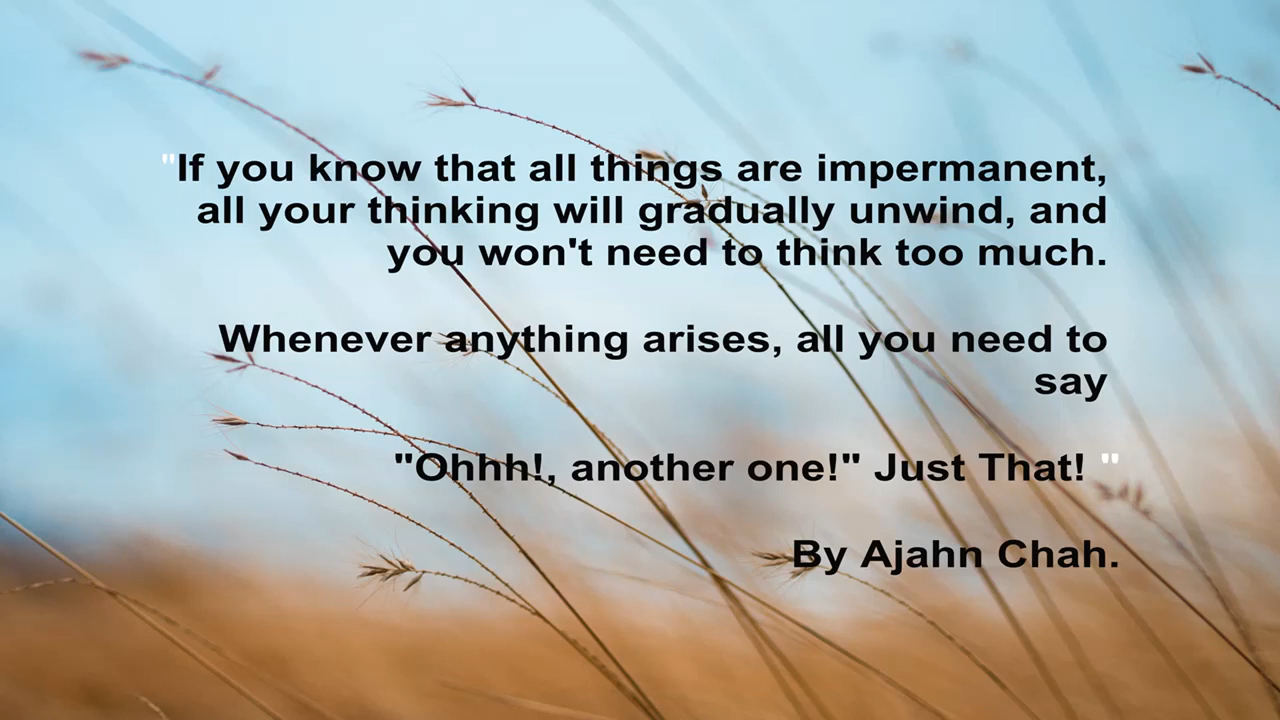 "If you know that all things are impermanent,
all your thinking will gradually unwind, and
you won't need to think too much.
Whenever anything arises, all you need to
say
"Ohhh!, another one!" Just That! "
By Ajahn Chah.